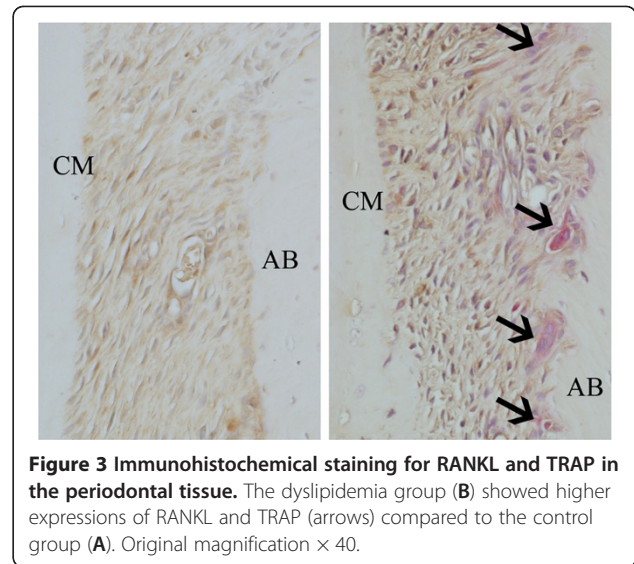 CM
AB
CM
AB
Figure 3 Immunohistochemical staining for RANKL and TRAP in
the periodontal tissue. The dyslipidemia group (B) showed higher
expressions of RANKL and TRAP (arrows) compared to the control
group (A). Original magnification × 40.